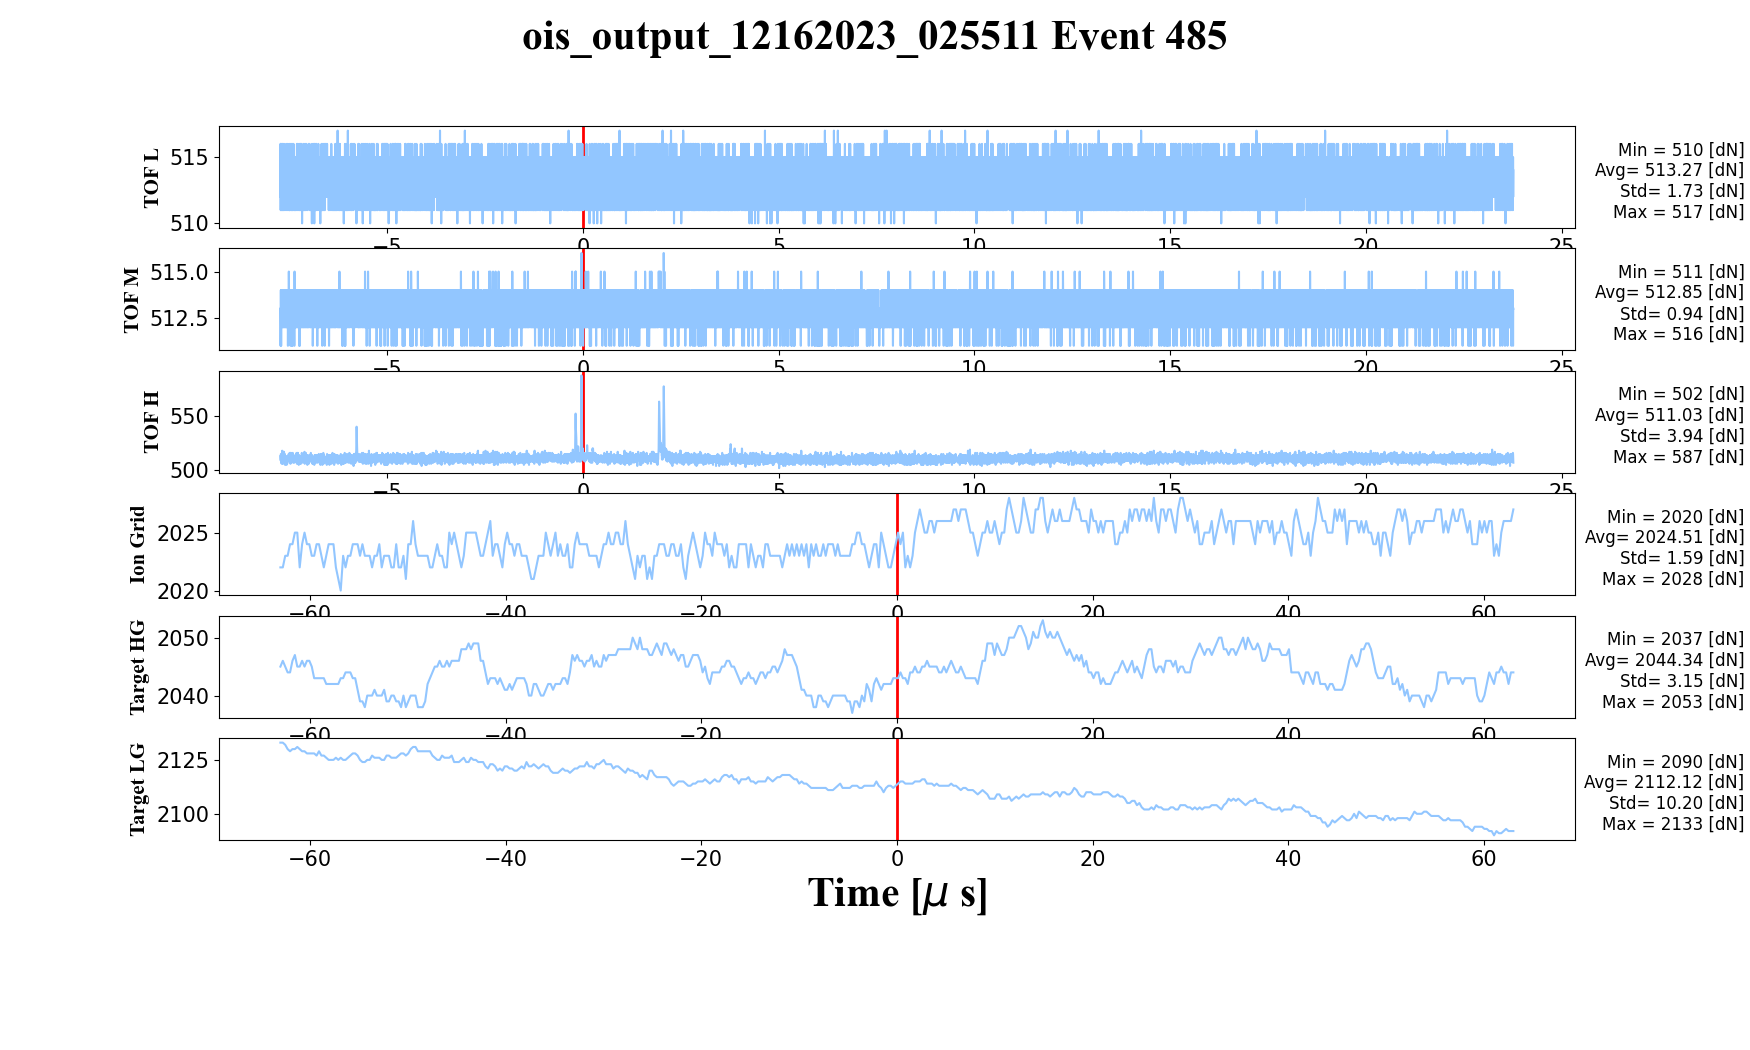 ois_output_12162023_025511 Event 485
TOF L
515
510
Min = 510 [dN]
Avg= 513.27 [dN]
Std= 1.73 [dN]
Max = 517 [dN]
−5 0 5 10 15 20 25
TOF M
515.0
512.5
Min = 511 [dN]
Avg= 512.85 [dN]
Std= 0.94 [dN]
Max = 516 [dN]
−5 0 5 10 15 20 25
TOF H
550
500
Min = 502 [dN]
Avg= 511.03 [dN]
Std= 3.94 [dN]
Max = 587 [dN]
−5 0 5 10 15 20 25
Ion Grid
2025
2020
Min = 2020 [dN]
Avg= 2024.51 [dN]
Std= 1.59 [dN]
Max = 2028 [dN]
−60 −40 −20 0 20 40 60
Target HG
2050
2040
Min = 2037 [dN]
Avg= 2044.34 [dN]
Std= 3.15 [dN]
Max = 2053 [dN]
−60 −40 −20 0 20 40 60
Target LG
2125
2100
Min = 2090 [dN]
Avg= 2112.12 [dN]
Std= 10.20 [dN]
Max = 2133 [dN]
−60 −40 −20 0 20 40 60
Time [μ s]